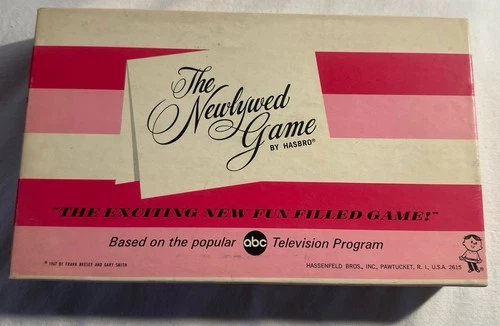 The
Newlywed
Game
BY HASBRO®
"THE EXCITING NEW FUN FILLED GAME!"
Based on the popular abc Television Program
© 1967 BY FRANK BRESEE AND GARY SMITH
HASSENFELD BROS., INC., PAWTUCKET, R. I., U.S.A. 2615